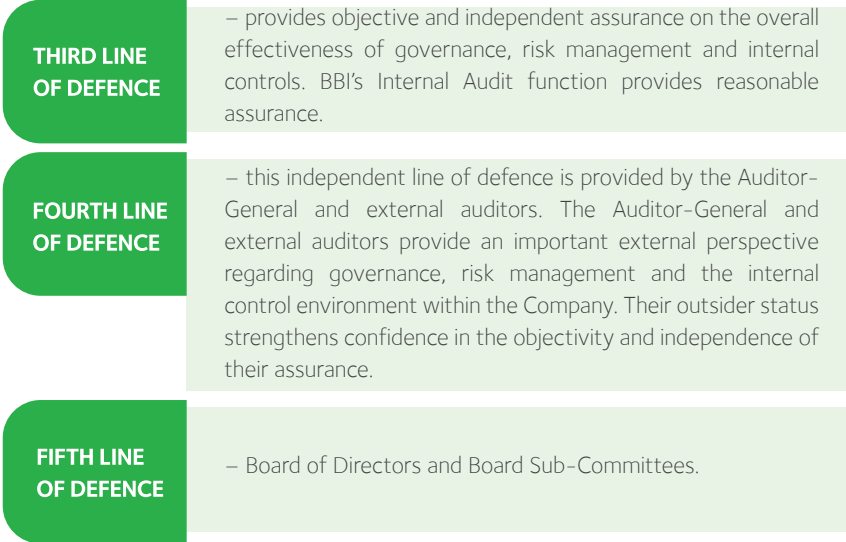 THIRD LINE
OF DEFENCE
– provides objective and independent assurance on the overall
effectiveness of governance, risk management and internal
controls. BBI's Internal Audit function provides reasonable
assurance.
FOURTH LINE
OF DEFENCE
– this independent line of defence is provided by the Auditor-
General and external auditors. The Auditor-General and
external auditors provide an important external perspective
regarding governance, risk management and the internal
control environment within the Company. Their outsider status
strengthens confidence in the objectivity and independence of
their assurance.
FIFTH LINE
OF DEFENCE
– Board of Directors and Board Sub-Committees.